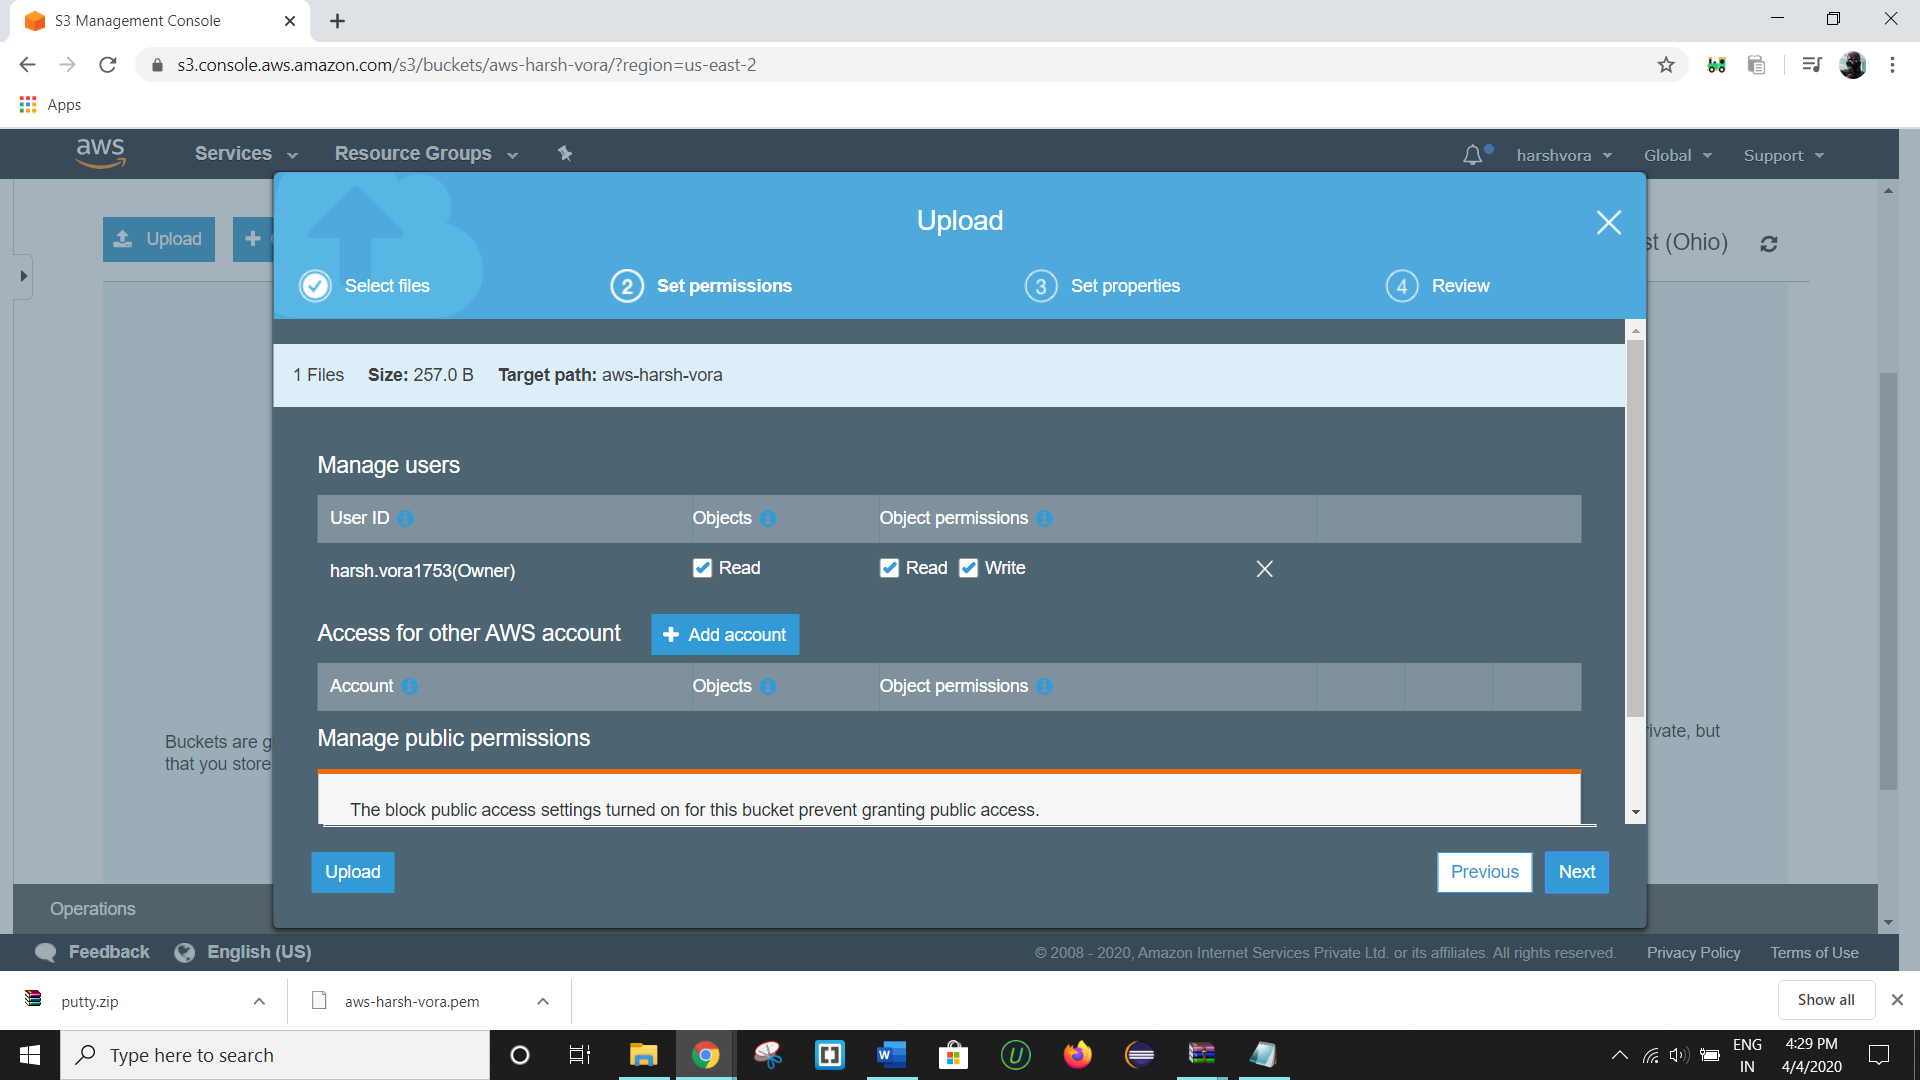 S3 Management Console
s3.console.aws.amazon.com/s3/buckets/aws-harsh-vora/?region=us-east-2
Apps
aws Services Resource Groups harshvora Global Support
Upload
Upload
st (Ohio)
Select files 2 Set permissions 3 Set properties 4 Review
1 Files Size: 257.0 B Target path: aws-harsh-vora
Manage users
User ID Objects Object permissions
harsh.vora1753(Owner) Read Read Write
Access for other AWS account Add account
Account Objects Object permissions
Buckets are g
that you store
ivate, but
Manage public permissions
The block public access settings turned on for this bucket prevent granting public access.
Upload Previous Next
Operations
Feedback English (US) © 2008 - 2020, Amazon Internet Services Private Ltd. or its affiliates. All rights reserved. Privacy Policy Terms of Use
putty.zip aws-harsh-vora.pem Show all
Type here to search
ENG
IN
4:29 PM
4/4/2020